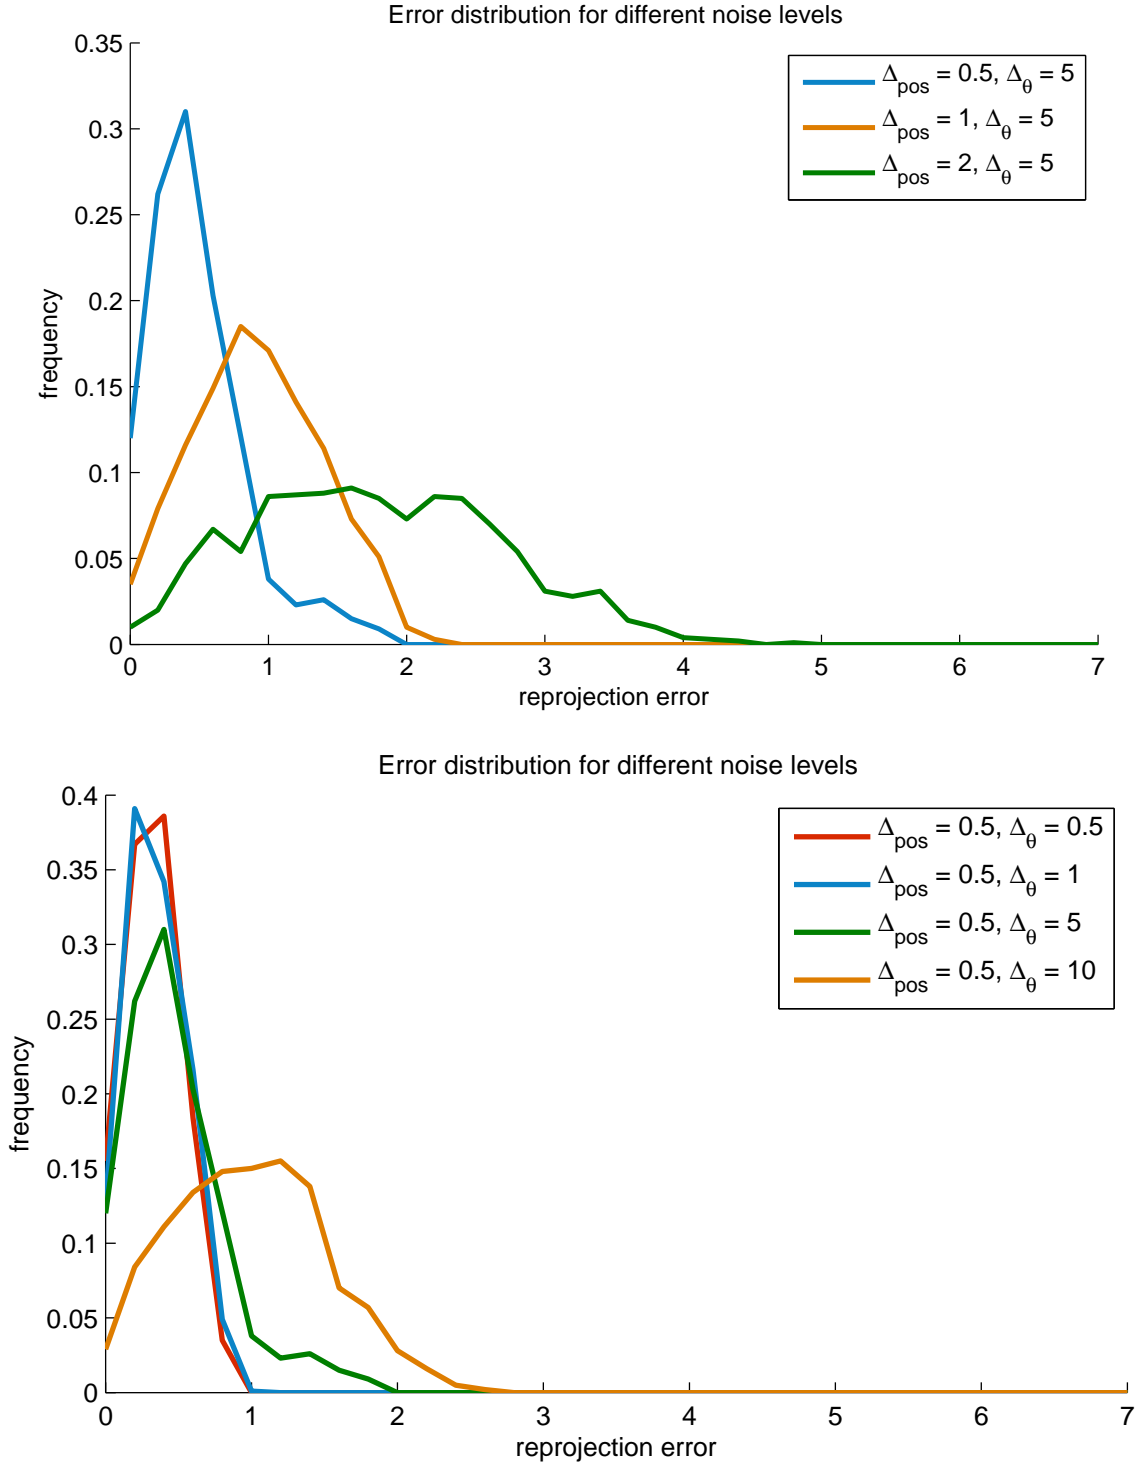 Error distribution for different noise levels
Δpos = 0.5, Δθ = 5
Δpos = 1, Δθ = 5
Δpos = 2, Δθ = 5
frequency
0.35
0.3
0.25
0.2
0.15
0.1
0.05
0
0 1 2 3 4 5 6 7
reprojection error
Error distribution for different noise levels
Δpos = 0.5, Δθ = 0.5
Δpos = 0.5, Δθ = 1
Δpos = 0.5, Δθ = 5
Δpos = 0.5, Δθ = 10
frequency
0.4
0.35
0.3
0.25
0.2
0.15
0.1
0.05
0
0 1 2 3 4 5 6 7
reprojection error